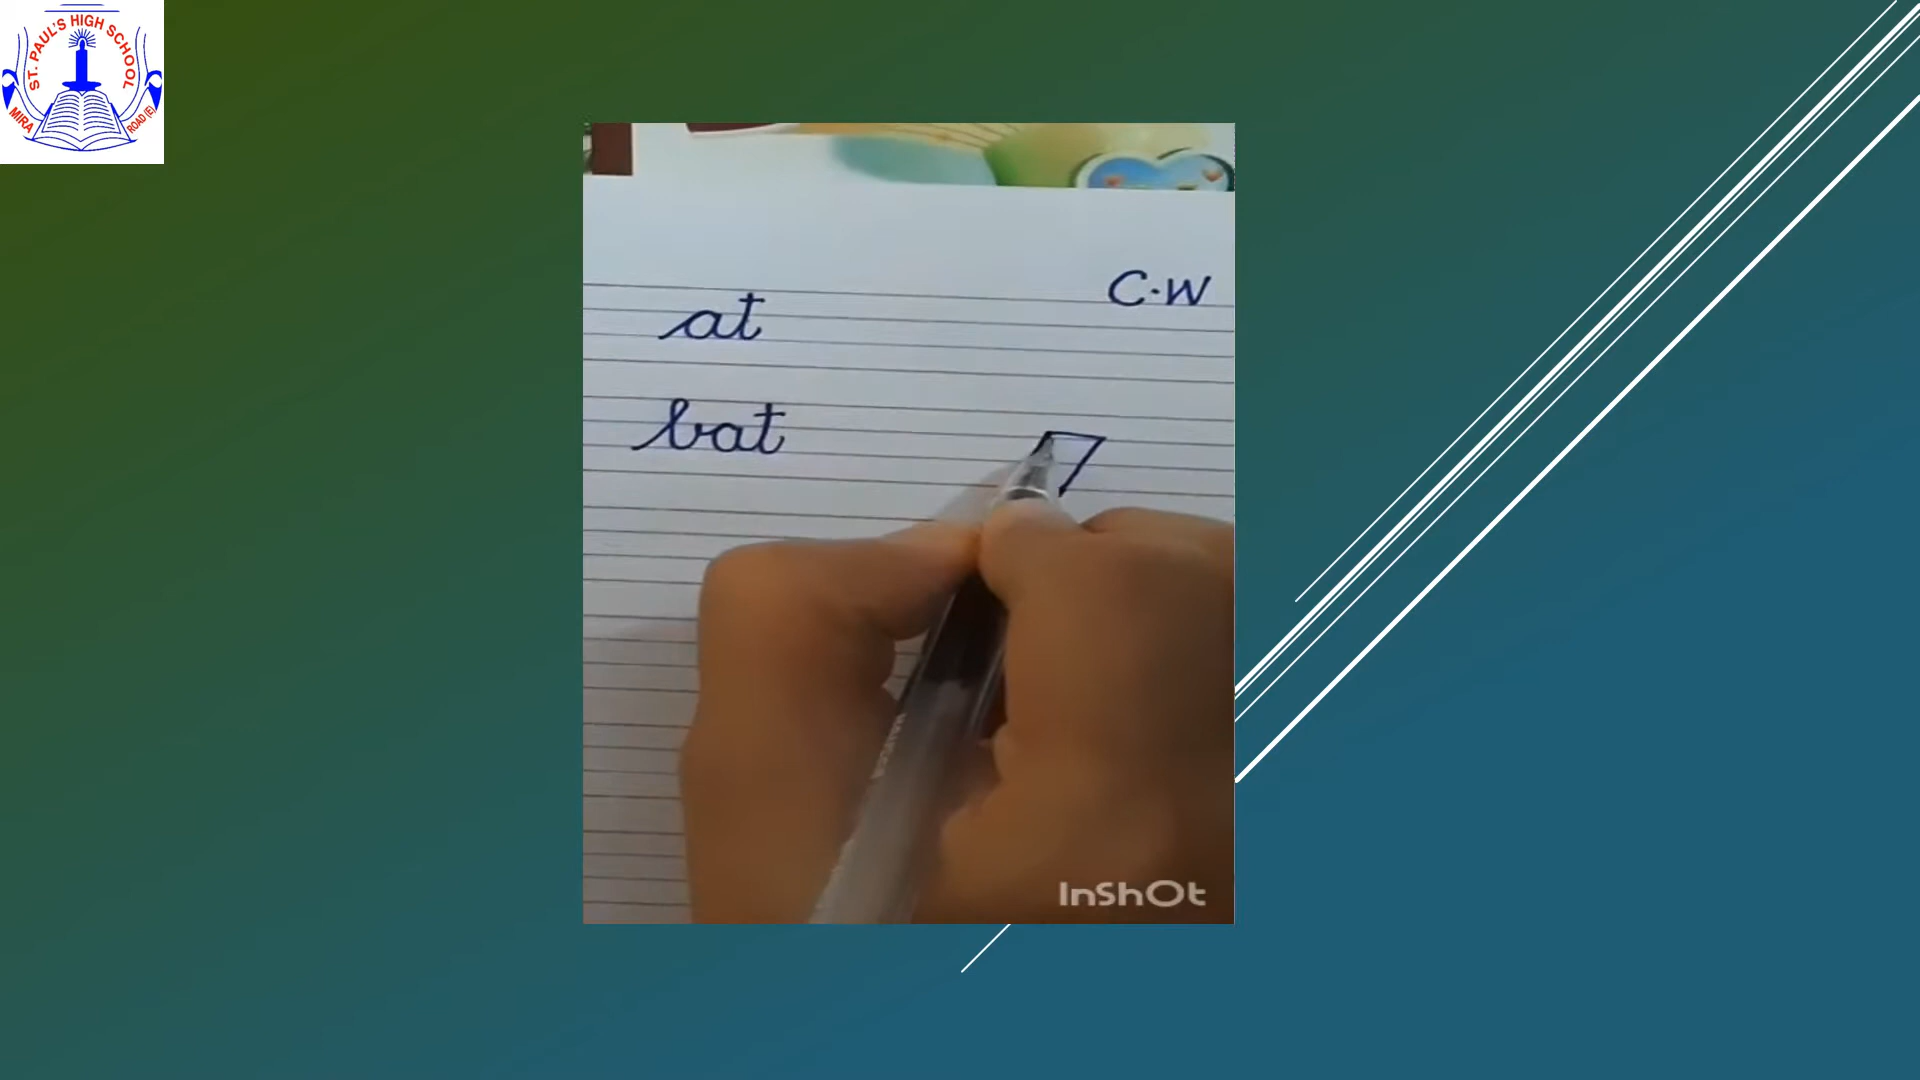 ST. PAUL'S HIGH SCHOOL
MIRA ROAD (E)
C.W
at
bat
InShot